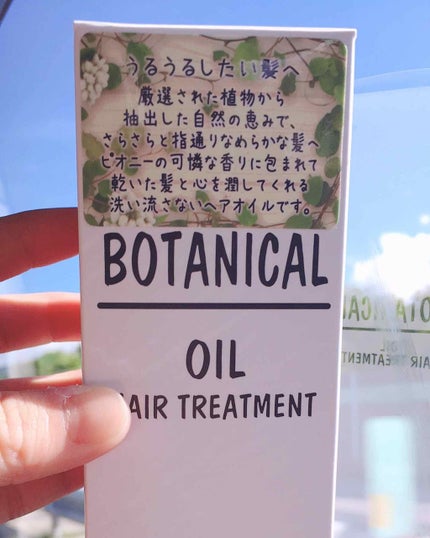 うるうるしたい髪へ
厳選された植物から
抽出した自然の恵みで、
さらさらと指通りなめらかな髪へ
ピオニーの可憐な香りに包まれて
乾いた髪と心を潤してくれる
洗い流さないヘアオイルです。
BOTANICAL
OIL
HAIR TREATMENT